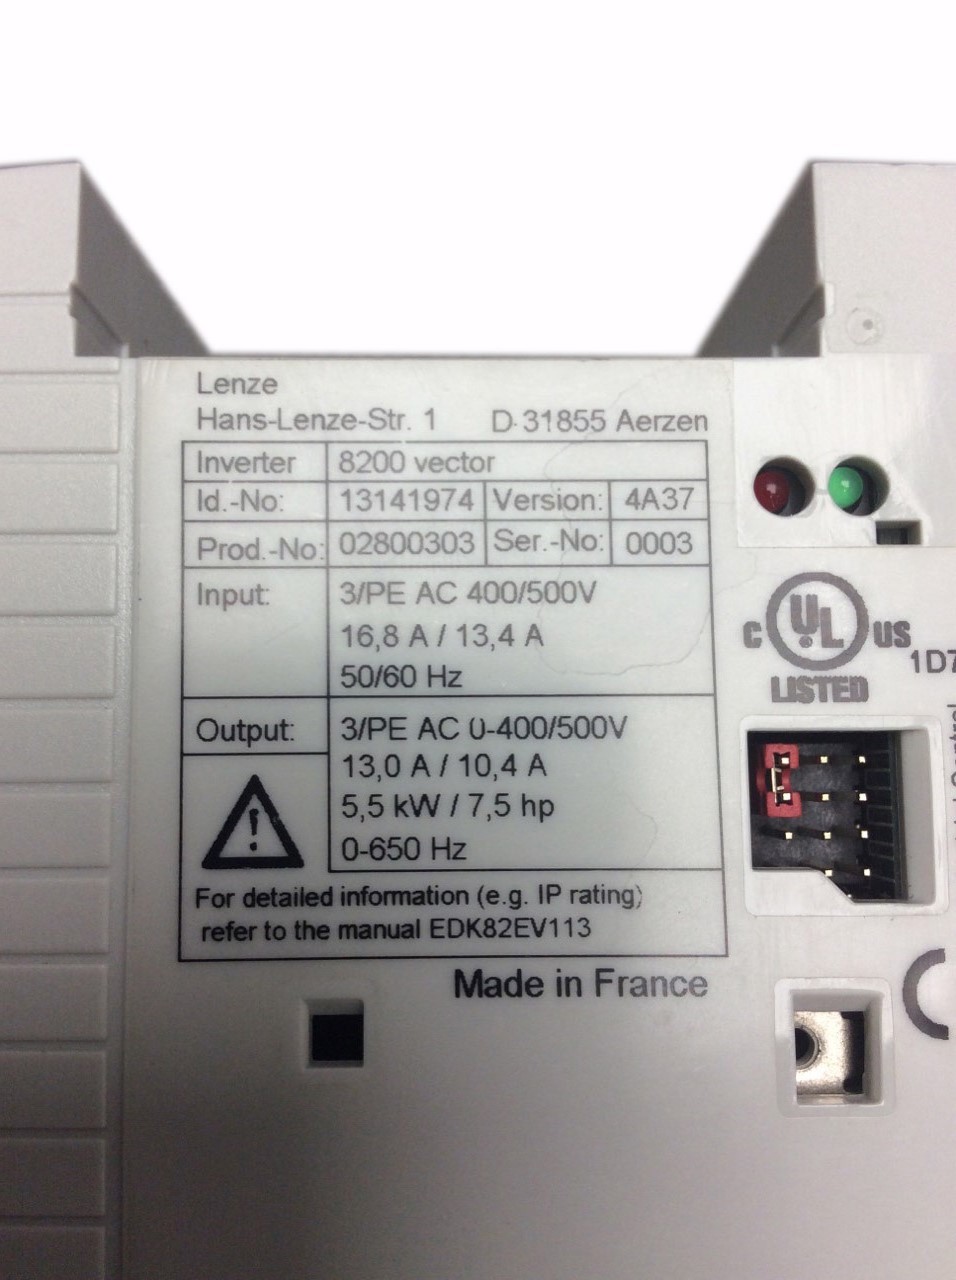 Lenze
Hans-Lenze-Str. 1 D-31855 Aerzen
Inverter 8200 vector
Id.-No: 13141974 Version: 4A37
Prod.-No: 02800303 Ser.-No: 0003
Input: 3/PE AC 400/500V
16,8 A / 13,4 A
50/60 Hz
Output: 3/PE AC 0-400/500V
13,0 A / 10,4 A
5,5 kW / 7,5 hp
0-650 Hz
For detailed information (e.g. IP rating)
refer to the manual EDK82EV113
Made in France
C UL US
®
LISTED
1D7
Control